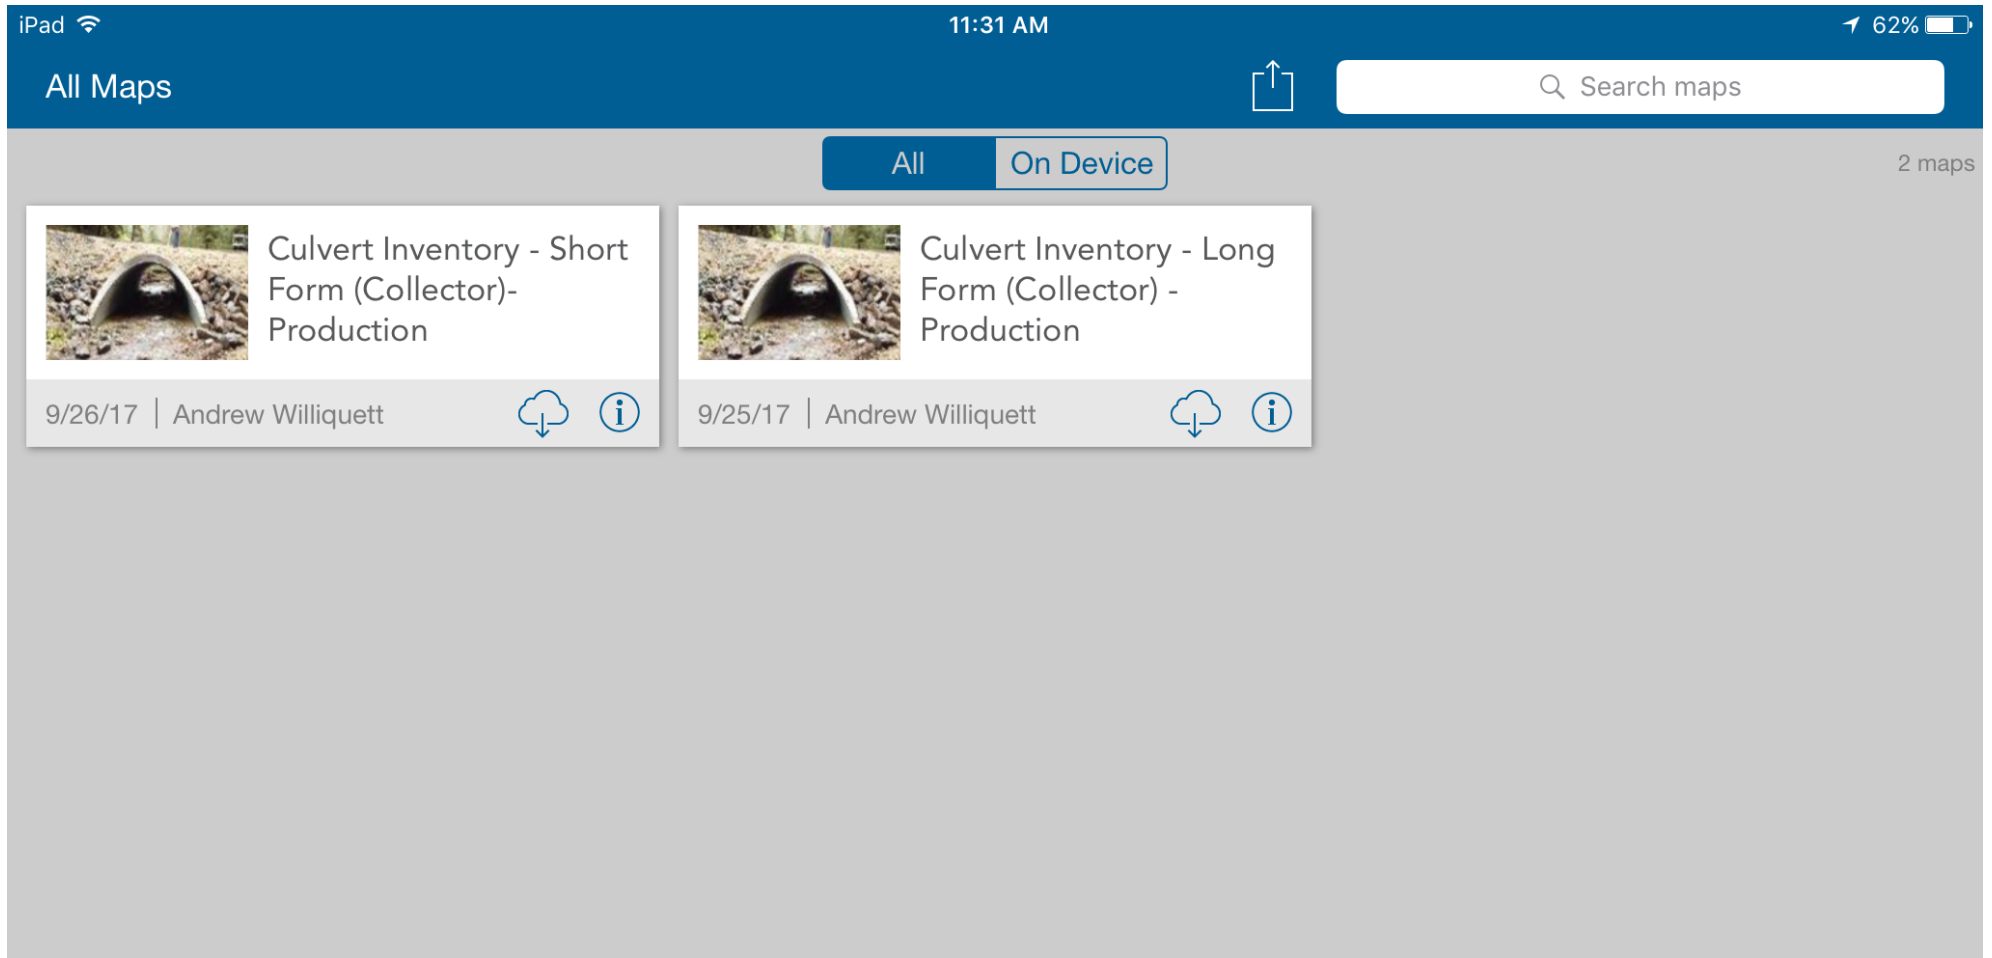 iPad
11:31 AM
62%
All Maps
Search maps
All
On Device
2 maps
Culvert Inventory - Short
Form (Collector)-
Production
9/26/17 | Andrew Williquett
Culvert Inventory - Long
Form (Collector) -
Production
9/25/17 | Andrew Williquett